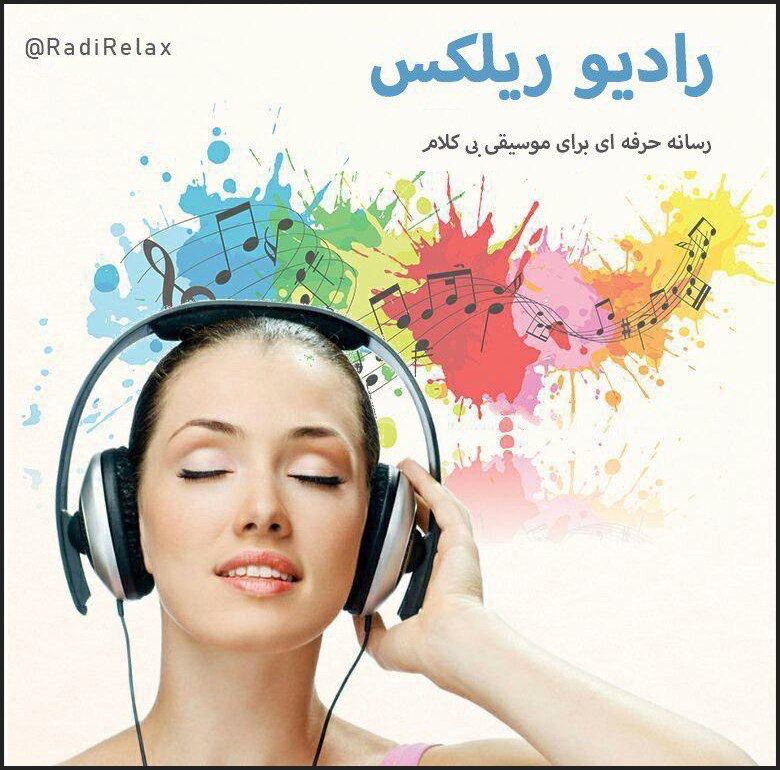 @RadiRelax
رادیو ریلکس
رسانه حرفه ای برای موسیقی بی کلام